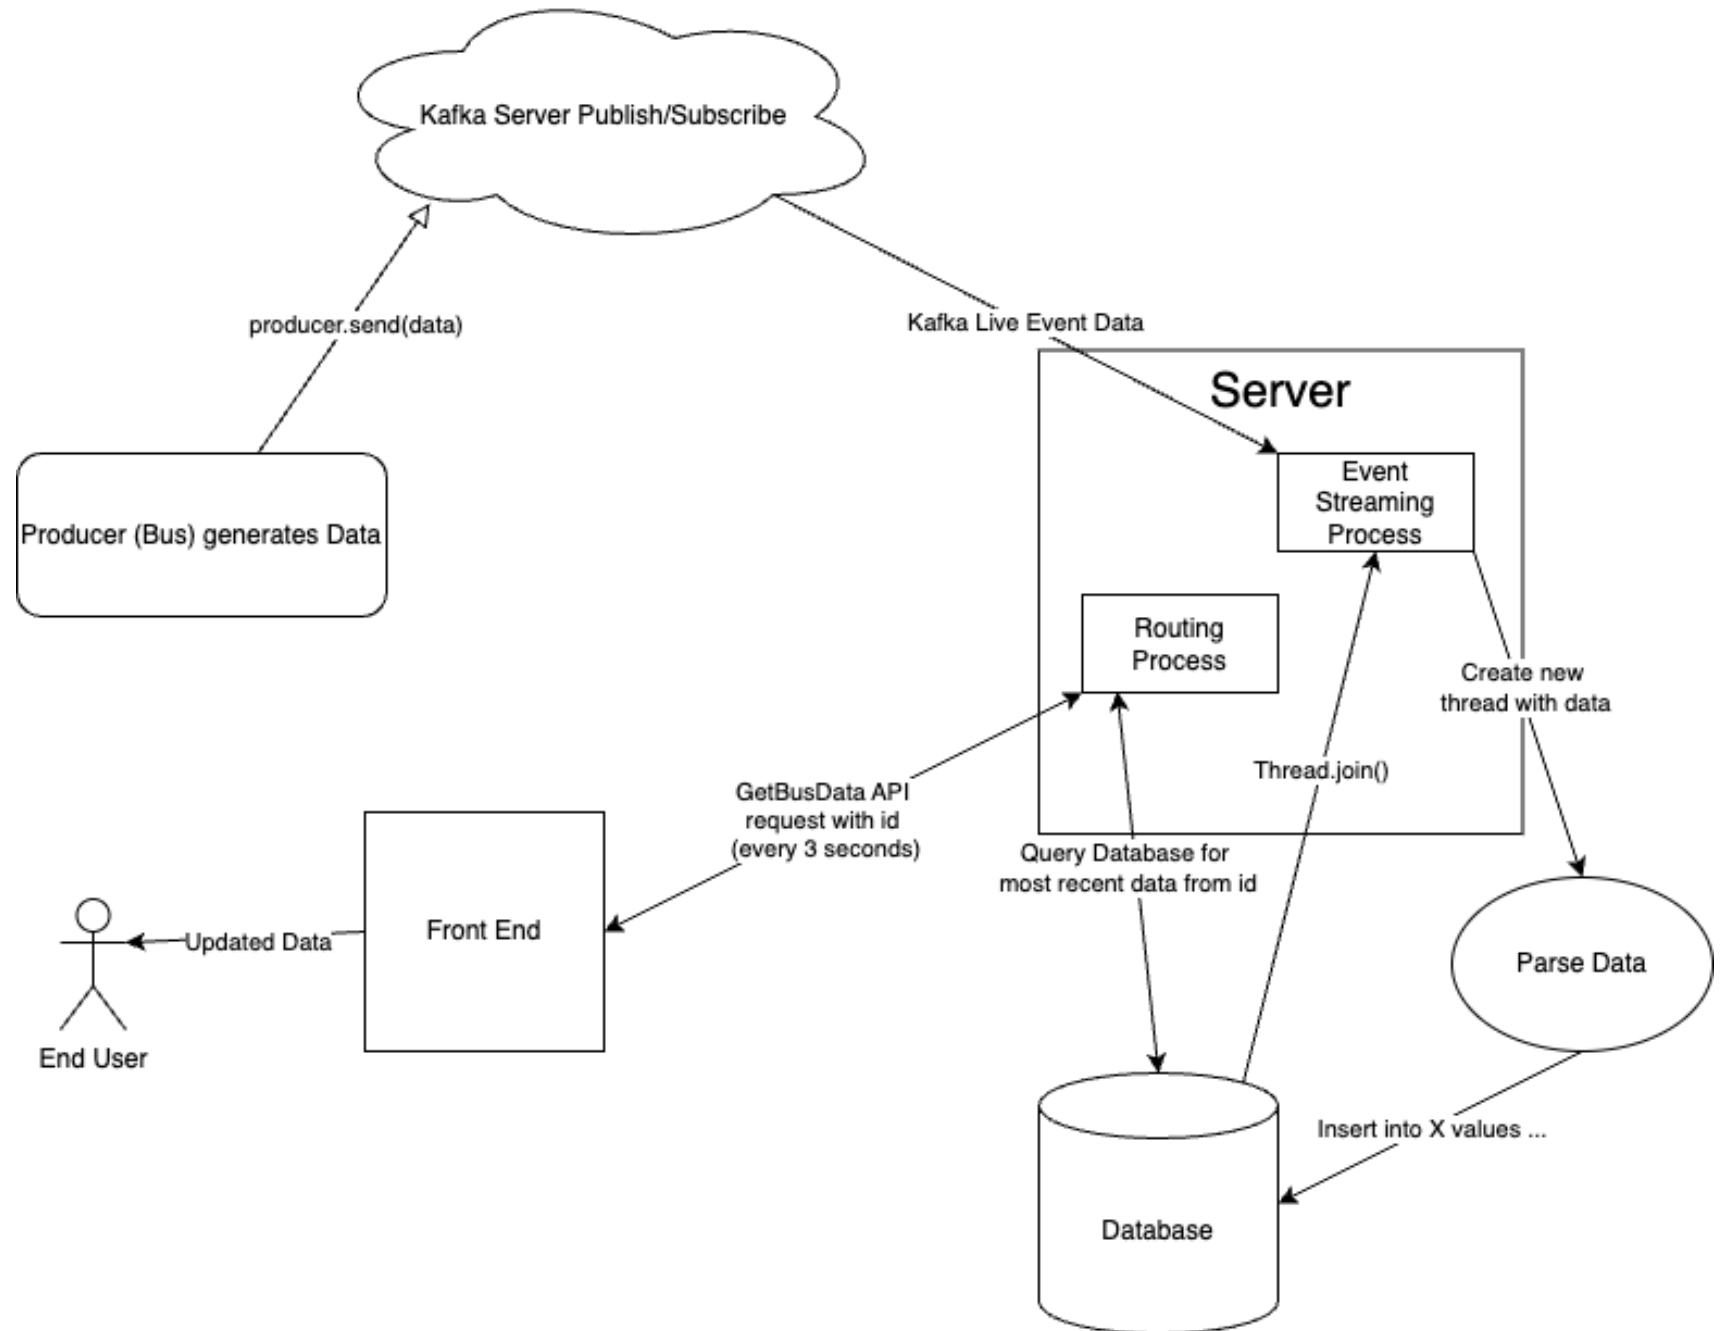 Kafka Server Publish/Subscribe
producer.send(data)
Kafka Live Event Data
Server
Event
Streaming
Process
Producer (Bus) generates Data
Routing
Process
Create new
thread with data
Thread.join()
GetBusData API
request with id
(every 3 seconds)
Query Database for
most recent data from id
Front End
Updated Data
End User
Parse Data
Insert into X values ...
Database